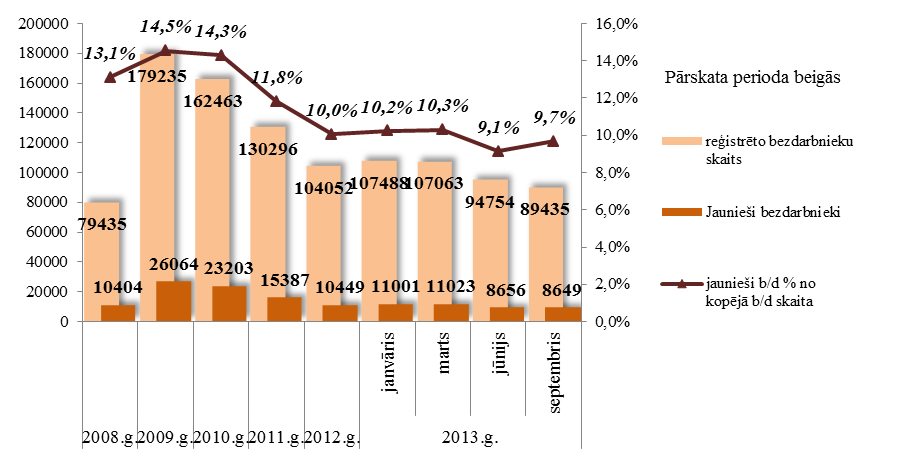 200000
180000
160000
140000
120000
100000
80000
60000
40000
20000
0
16,0%
14,0%
12,0%
10,0%
8,0%
6,0%
4,0%
2,0%
0,0%
13,1%
14,5%
14,3%
11,8%
10,0%
10,2%
10,3%
9,1%
9,7%
79435
179235
162463
130296
104052
107488
107063
94754
89435
10404
26064
23203
15387
10449
11001
11023
8656
8649
janvāris
marts
jūnijs
septembris
2008.g.
2009.g.
2010.g.
2011.g.
2012.g.
2013.g.
Pārskata perioda beigās
reģistrēto bezdarbnieku
skaits
Jaunieši bezdarbnieki
jaunieši b/d % no
kopējā b/d skaita